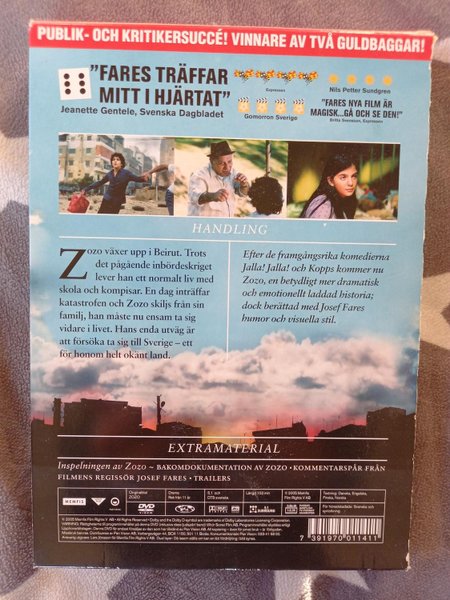 PUBLIK- OCH KRITIKERSUCCÉ! VINNARE AV TVÅ GULDBAGGAR!
"FARES TRÄFFAR
MITT I HJÄRTAT"
Jeanette Gentele, Svenska Dagbladet
Expressen
Gomorron Sverige
Nils Petter Sundgren
"FARES NYA FILM ÄR
MAGISK...GÅ OCH SE DEN!"
HANDLING
Zozo växer upp i Beirut. Trots
det pågående inbördeskriget
lever han ett normalt liv med
skola och kompisar. En dag inträffar
katastrofen och Zozo skiljs från sin
familj, han måste nu ensam ta sig
vidare i livet. Hans enda utväg är
att försöka ta sig till Sverige – ett
för honom helt okänt land.
Efter de framgångsrika komedierna
Jalla! Jalla! och Kopps kommer nu
Zozo, en betydligt mer dramatisk
och emotionellt laddad historia;
dock berättad med Josef Fares
humor och visuella stil.
EXTRAMATERIAL
Inspelningen av Zozo ~ BAKOMDOKUMENTATION AV ZOZO • KOMMENTARSPÅR FRÅN
FILMENS REGISSÖR JOSEF FARES • TRAILERS
MEMFIS
Originaltitel
ZOZO
DVD
VIDEO
7 391970 011411